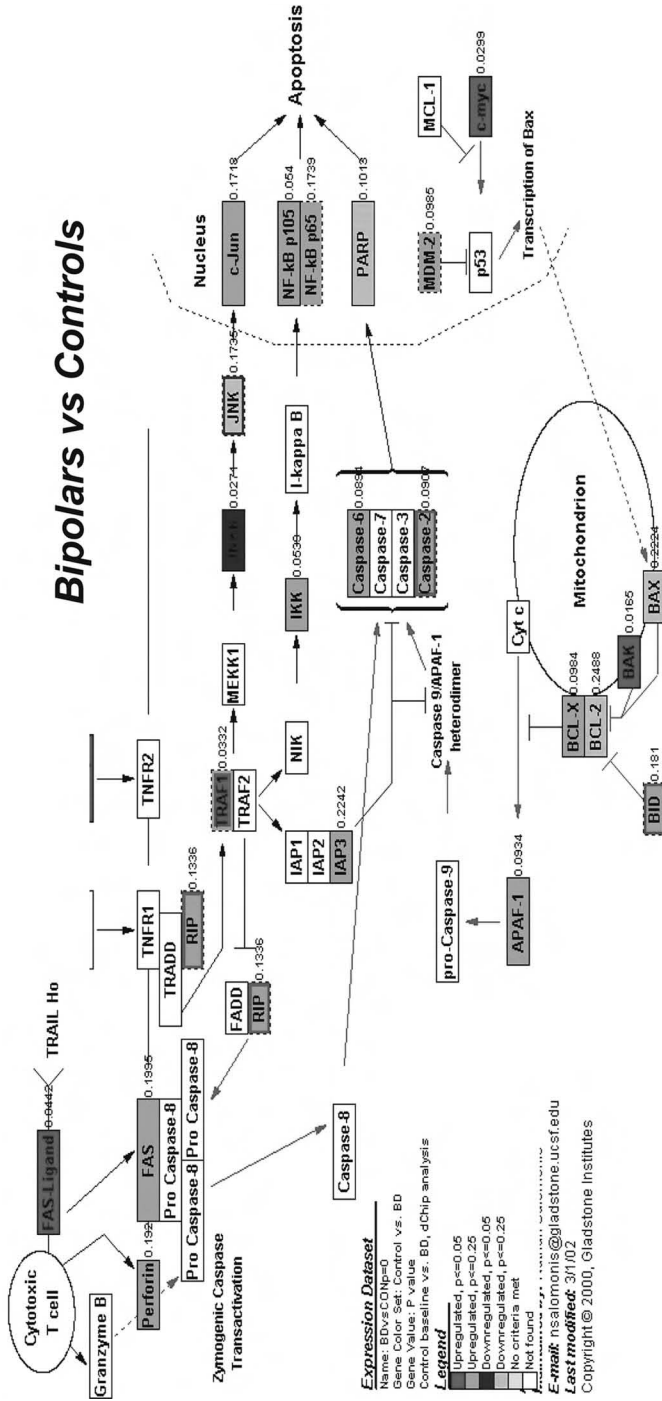 Bipolars vs Controls
Cytotoxic
T cell
Granzyme B
Perforin
0.192
FAS-Ligand
0.0442
TRAIL Ho
FAS
0.1995
Pro Caspase-8
Pro Caspase-8
Pro Caspase-8
Zymogenic Caspase
Transactivation
Caspase-8
TNFR1
TRADD
RIP
0.1336
TNFR2
FADD
RIP
0.1336
TRAF1
0.0332
TRAF2
MEKK1
0.0271
JNK
0.1735
NIK
IKK
0.0539
I-kappa B
IAP1
IAP2
IAP3
0.2242
Nucleus
c-Jun
0.1718
NF-kB p105
0.054
NF-kB p65
0.1739
PARP
0.1013
Apoptosis
Caspase-6
0.0894
Caspase-7
Caspase-3
Caspase-2
0.0907
Caspase 9/APAF-1
heterodimer
pro-Caspase-9
APAF-1
0.0934
Cyt c
Mitochondrion
BCL-X
0.0984
BCL-2
0.2488
BAK
0.0165
BAX
0.2224
BID
0.181
MDM-2
0.0985
p53
MCL-1
c-myc
0.0299
Transcription of Bax
Expression Dataset
Name: BDvsCONp=0
Gene Color Set: Control vs. BD
Gene Value: P value
Control baseline vs. BD, dChip analysis
Legend
Upregulated, p<=0.05
Upregulated, p<=0.25
Downregulated, p<=0.05
Downregulated, p<=0.25
No criteria met
Not found
E-mail: nsalomonis@gladstone.ucsf.edu
Last modified: 3/1/02
Copyright © 2000, Gladstone Institutes